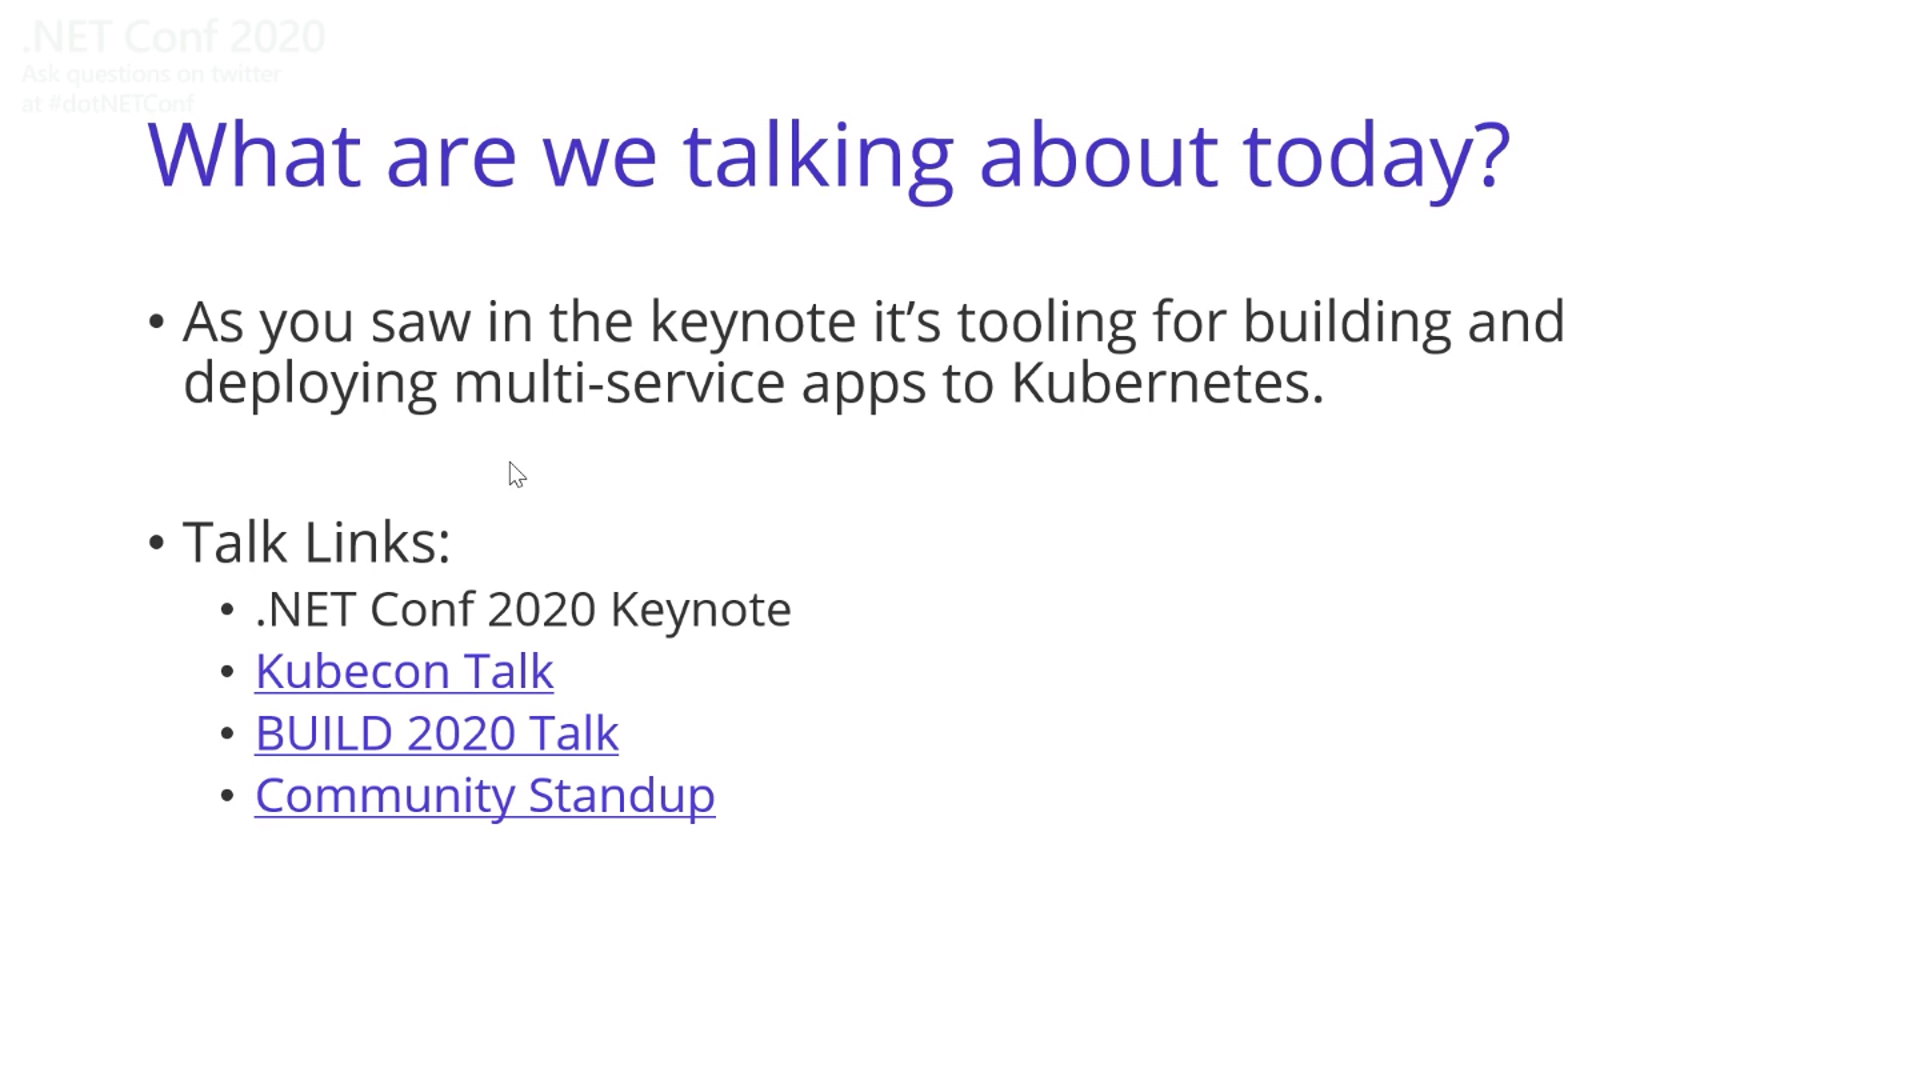 .NET Conf 2020
Ask questions on twitter
at #dotNETConf
What are we talking about today?
• As you saw in the keynote it’s tooling for building and
deploying multi-service apps to Kubernetes.
• Talk Links:
• .NET Conf 2020 Keynote
• Kubecon Talk
• BUILD 2020 Talk
• Community Standup